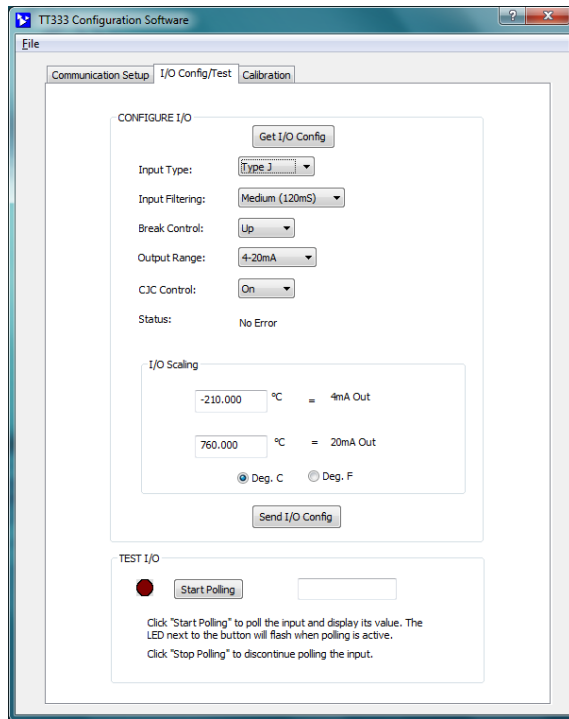 TT333 Configuration Software
? x
File
Communication Setup I/O Config/Test Calibration
CONFIGURE I/O
Get I/O Config
Input Type: Type J
Input Filtering: Medium (120mS)
Break Control: Up
Output Range: 4-20mA
CJC Control: On
Status: No Error
I/O Scaling
-210.000 °C = 4mA Out
760.000 °C = 20mA Out
Deg. C Deg. F
Send I/O Config
TEST I/O
Start Polling
Click "Start Polling" to poll the input and display its value. The
LED next to the button will flash when polling is active.
Click "Stop Polling" to discontinue polling the input.